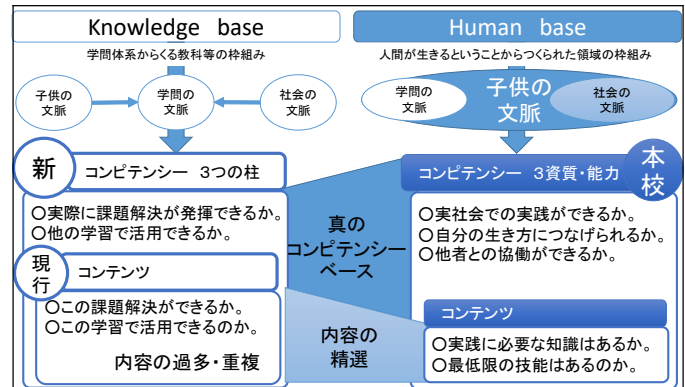 Knowledge base
学問体系からくる教科等の枠組み
子供の
文脈
学問の
文脈
社会の
文脈
新
コンピテンシー 3つの柱
〇実際に課題解決が発揮できるか。
〇他の学習で活用できるか。
現
行
コンテンツ
〇この課題解決ができるか。
〇この学習で活用できるのか。
内容の過多・重複
真の
コンピテンシー
ベース
内容の
精選
Human base
人間が生きるということからつくられた領域の枠組み
学問の
文脈
子供の
文脈
社会の
文脈
本
校
コンピテンシー 3資質・能力
〇実社会での実践ができるか。
〇自分の生き方につなげられるか。
〇他者との協働ができるか。
コンテンツ
〇実践に必要な知識はあるか。
〇最低限の技能はあるのか。